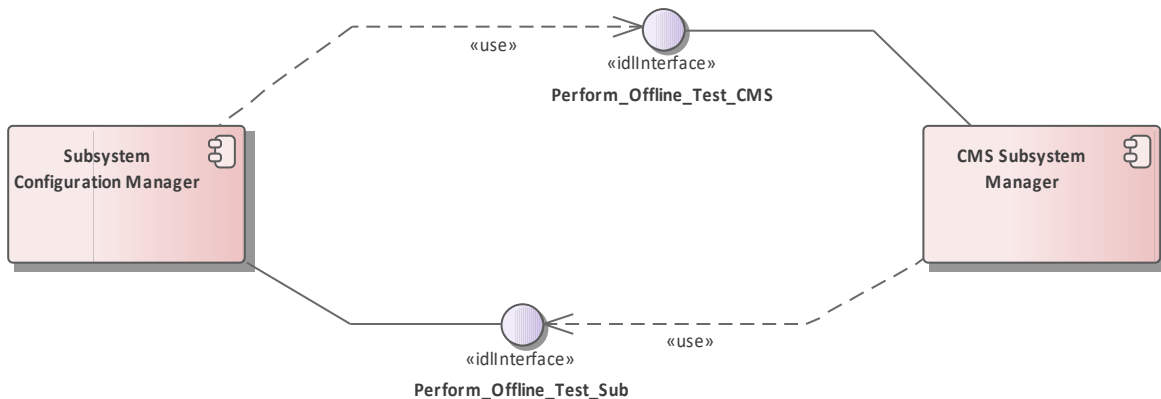 «use»
«idlInterface»
Perform_Offline_Test_CMS
Subsystem
Configuration Manager
CMS Subsystem
Manager
«use»
«idlInterface»
Perform_Offline_Test_Sub